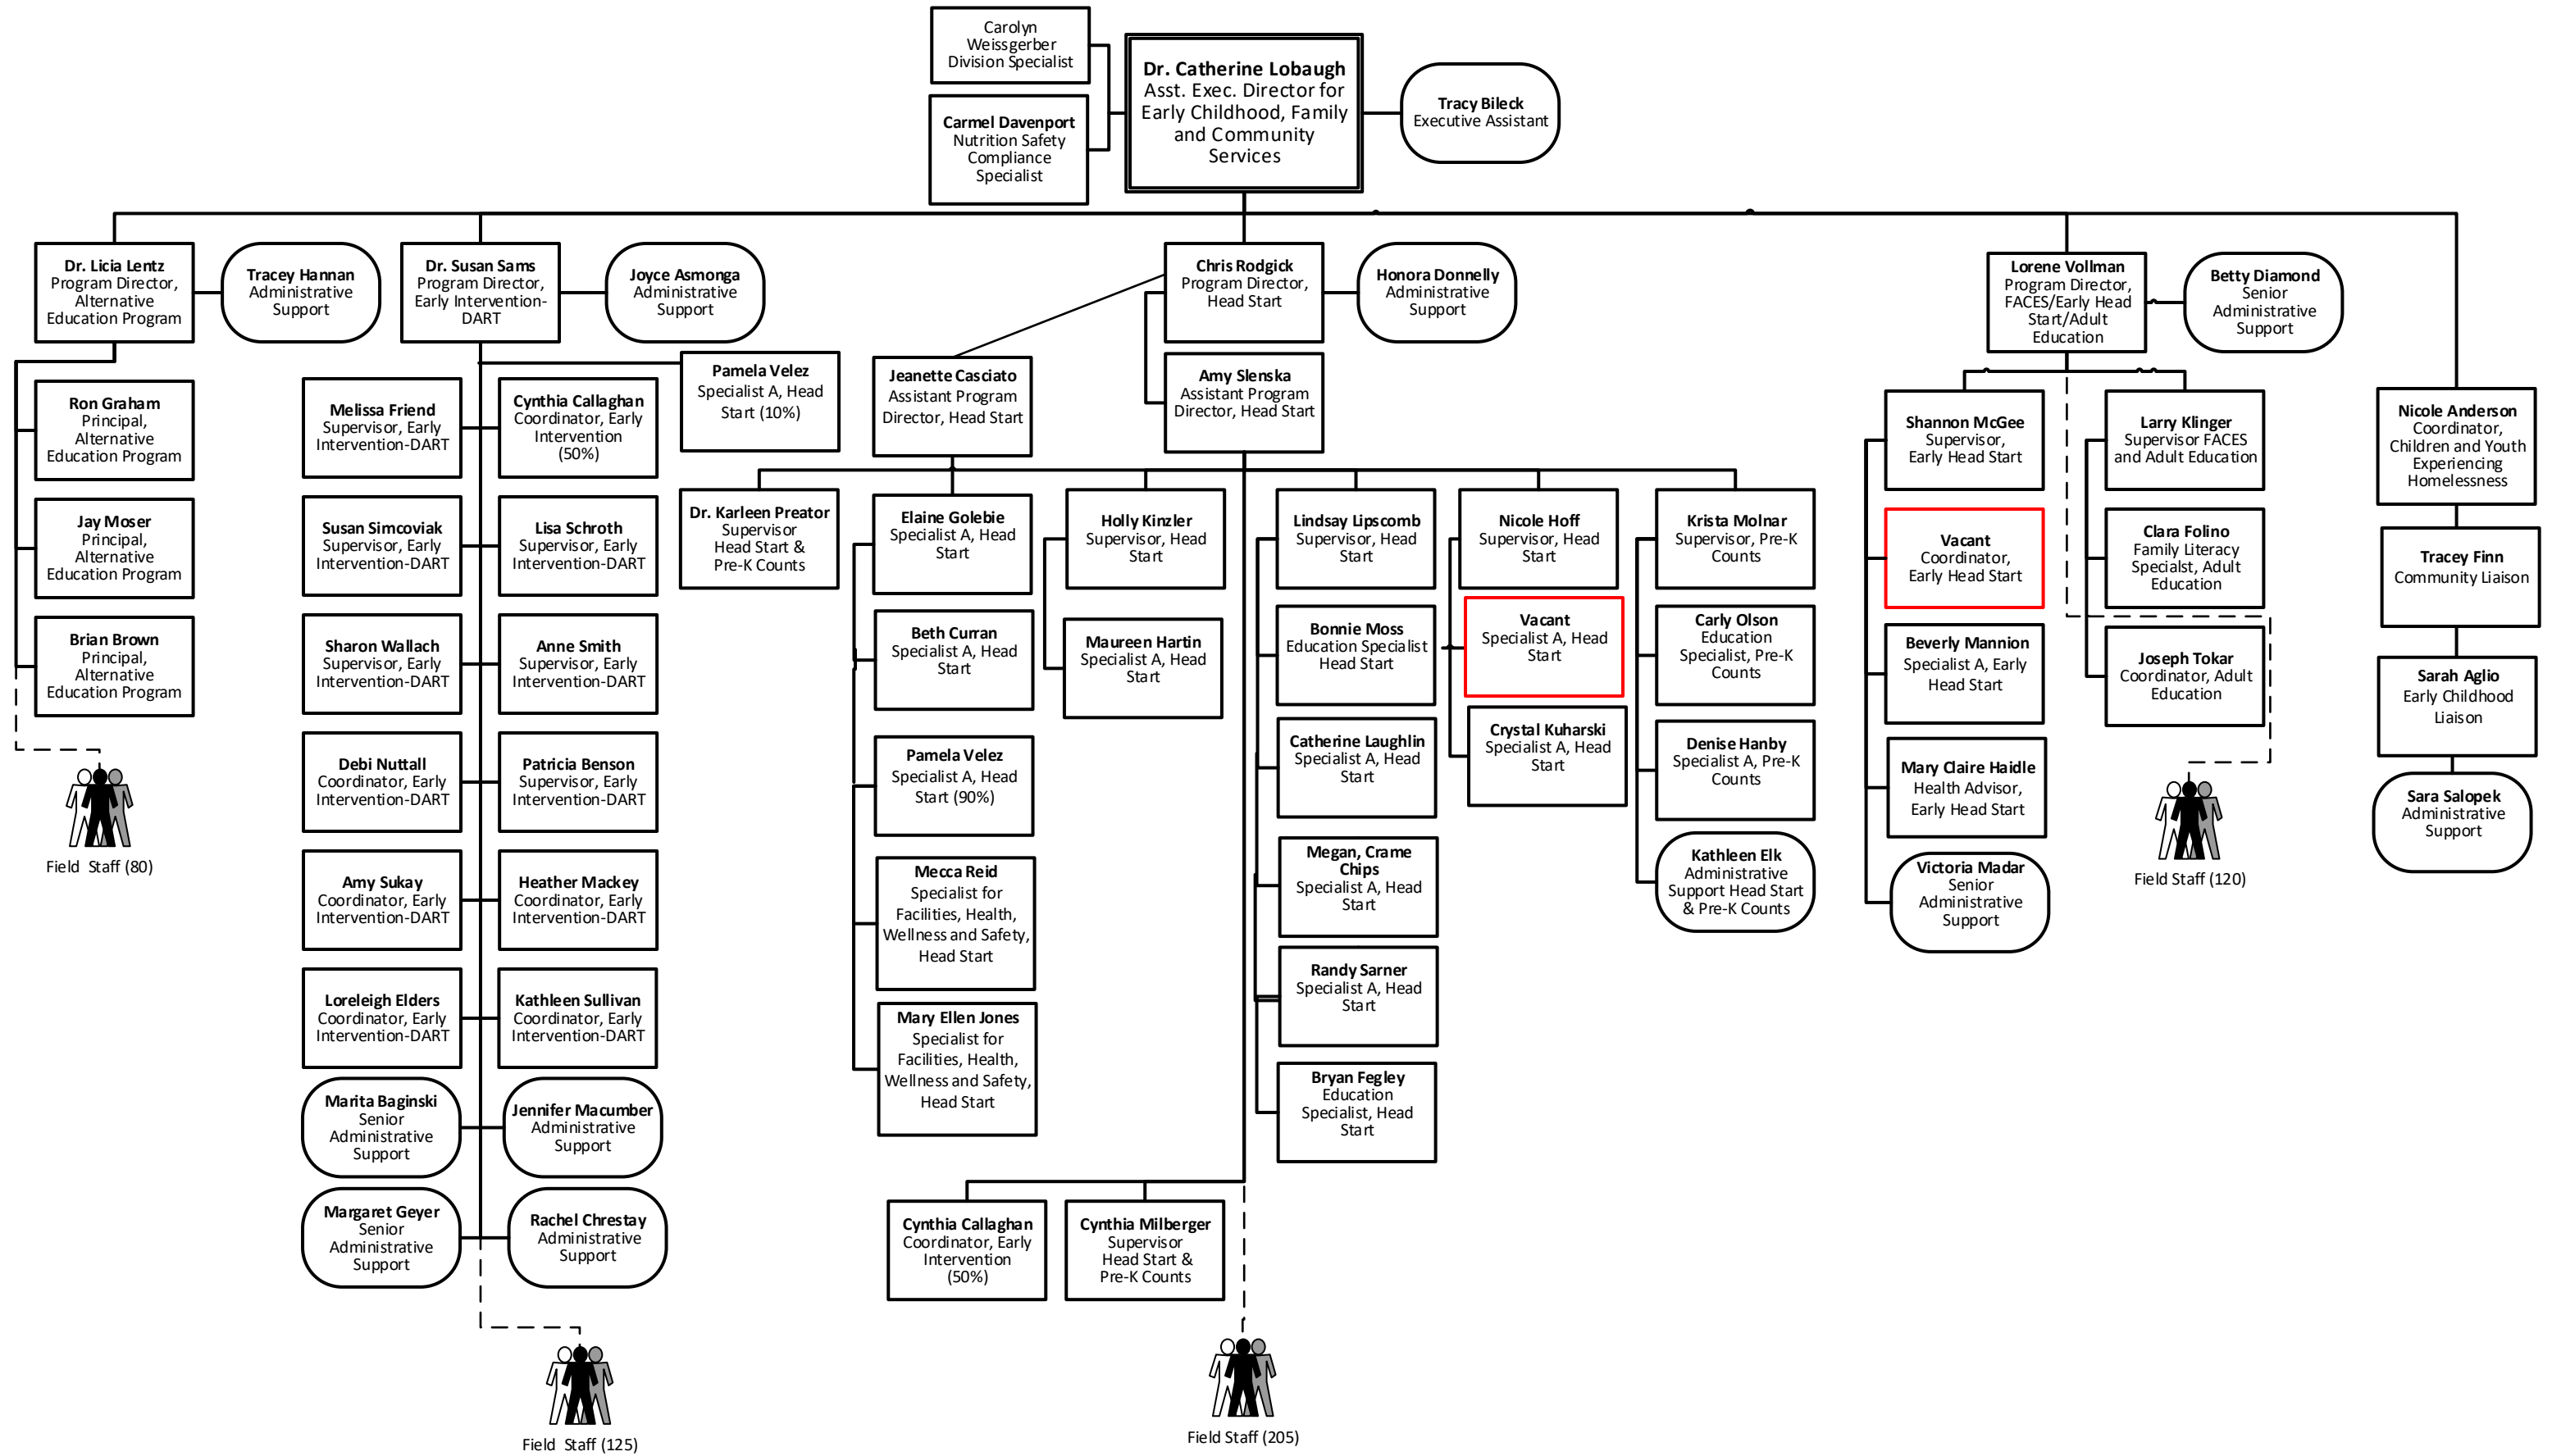 Carolyn
Weissgerber
Division Specialist
Carmel Davenport
Nutrition Safety
Compliance
Specialist
Dr. Catherine Lobaugh
Asst. Exec. Director for
Early Childhood, Family
and Community
Services
Tracy Bileck
Executive Assistant
Dr. Licia Lentz
Program Director,
Alternative
Education Program
Tracey Hannan
Administrative
Support
Dr. Susan Sams
Program Director,
Early Intervention-
DART
Joyce Asmonga
Administrative
Support
Chris Rodgick
Program Director,
Head Start
Honora Donnelly
Administrative
Support
Lorene Vollman
Program Director,
FACES/Early Head
Start/Adult
Education
Betty Diamond
Senior
Administrative
Support
Ron Graham
Principal,
Alternative
Education Program
Jay Moser
Principal,
Alternative
Education Program
Brian Brown
Principal,
Alternative
Education Program
Field Staff (80)
Pamela Velez
Specialist A, Head
Start (10%)
Melissa Friend
Supervisor, Early
Intervention-DART
Cynthia Callaghan
Coordinator, Early
Intervention
(50%)
Susan Simcoviak
Supervisor, Early
Intervention-DART
Lisa Schroth
Supervisor, Early
Intervention-DART
Sharon Wallach
Supervisor, Early
Intervention-DART
Anne Smith
Supervisor, Early
Intervention-DART
Debi Nuttall
Coordinator, Early
Intervention-DART
Patricia Benson
Supervisor, Early
Intervention-DART
Amy Sukay
Coordinator, Early
Intervention-DART
Heather Mackey
Coordinator, Early
Intervention-DART
Loreleigh Elders
Coordinator, Early
Intervention-DART
Kathleen Sullivan
Coordinator, Early
Intervention-DART
Marita Baginski
Senior
Administrative
Support
Jennifer Macumber
Administrative
Support
Margaret Geyer
Senior
Administrative
Support
Rachel Chrestay
Administrative
Support
Field Staff (125)
Jeanette Casciato
Assistant Program
Director, Head Start
Amy Slenska
Assistant Program
Director, Head Start
Dr. Karleen Preator
Supervisor
Head Start &
Pre-K Counts
Elaine Golebie
Specialist A, Head
Start
Beth Curran
Specialist A, Head
Start
Pamela Velez
Specialist A, Head
Start (90%)
Mecca Reid
Specialist for
Facilities, Health,
Wellness and Safety,
Head Start
Mary Ellen Jones
Specialist for
Facilities, Health,
Wellness and Safety,
Head Start
Holly Kinzler
Supervisor, Head
Start
Maureen Hartin
Specialist A, Head
Start
Lindsay Lipscomb
Supervisor, Head
Start
Bonnie Moss
Education Specialist
Head Start
Catherine Laughlin
Specialist A, Head
Start
Megan, Crame
Chips
Specialist A, Head
Start
Randy Sarner
Specialist A, Head
Start
Bryan Fegley
Education
Specialist, Head
Start
Nicole Hoff
Supervisor, Head
Start
Vacant
Specialist A, Head
Start
Crystal Kuharski
Specialist A, Head
Start
Krista Molnar
Supervisor, Pre-K
Counts
Carly Olson
Education
Specialist, Pre-K
Counts
Denise Hanby
Specialist A, Pre-K
Counts
Kathleen Elk
Administrative
Support Head Start
& Pre-K Counts
Cynthia Callaghan
Coordinator, Early
Intervention
(50%)
Cynthia Milberger
Supervisor
Head Start &
Pre-K Counts
Field Staff (205)
Shannon McGee
Supervisor,
Early Head Start
Vacant
Coordinator,
Early Head Start
Beverly Mannion
Specialist A, Early
Head Start
Mary Claire Haidle
Health Advisor,
Early Head Start
Victoria Madar
Senior
Administrative
Support
Larry Klinger
Supervisor FACES
and Adult Education
Clara Folino
Family Literacy
Specialst, Adult
Education
Joseph Tokar
Coordinator, Adult
Education
Field Staff (120)
Nicole Anderson
Coordinator,
Children and Youth
Experiencing
Homelessness
Tracey Finn
Community Liaison
Sarah Aglio
Early Childhood
Liaison
Sara Salopek
Administrative
Support